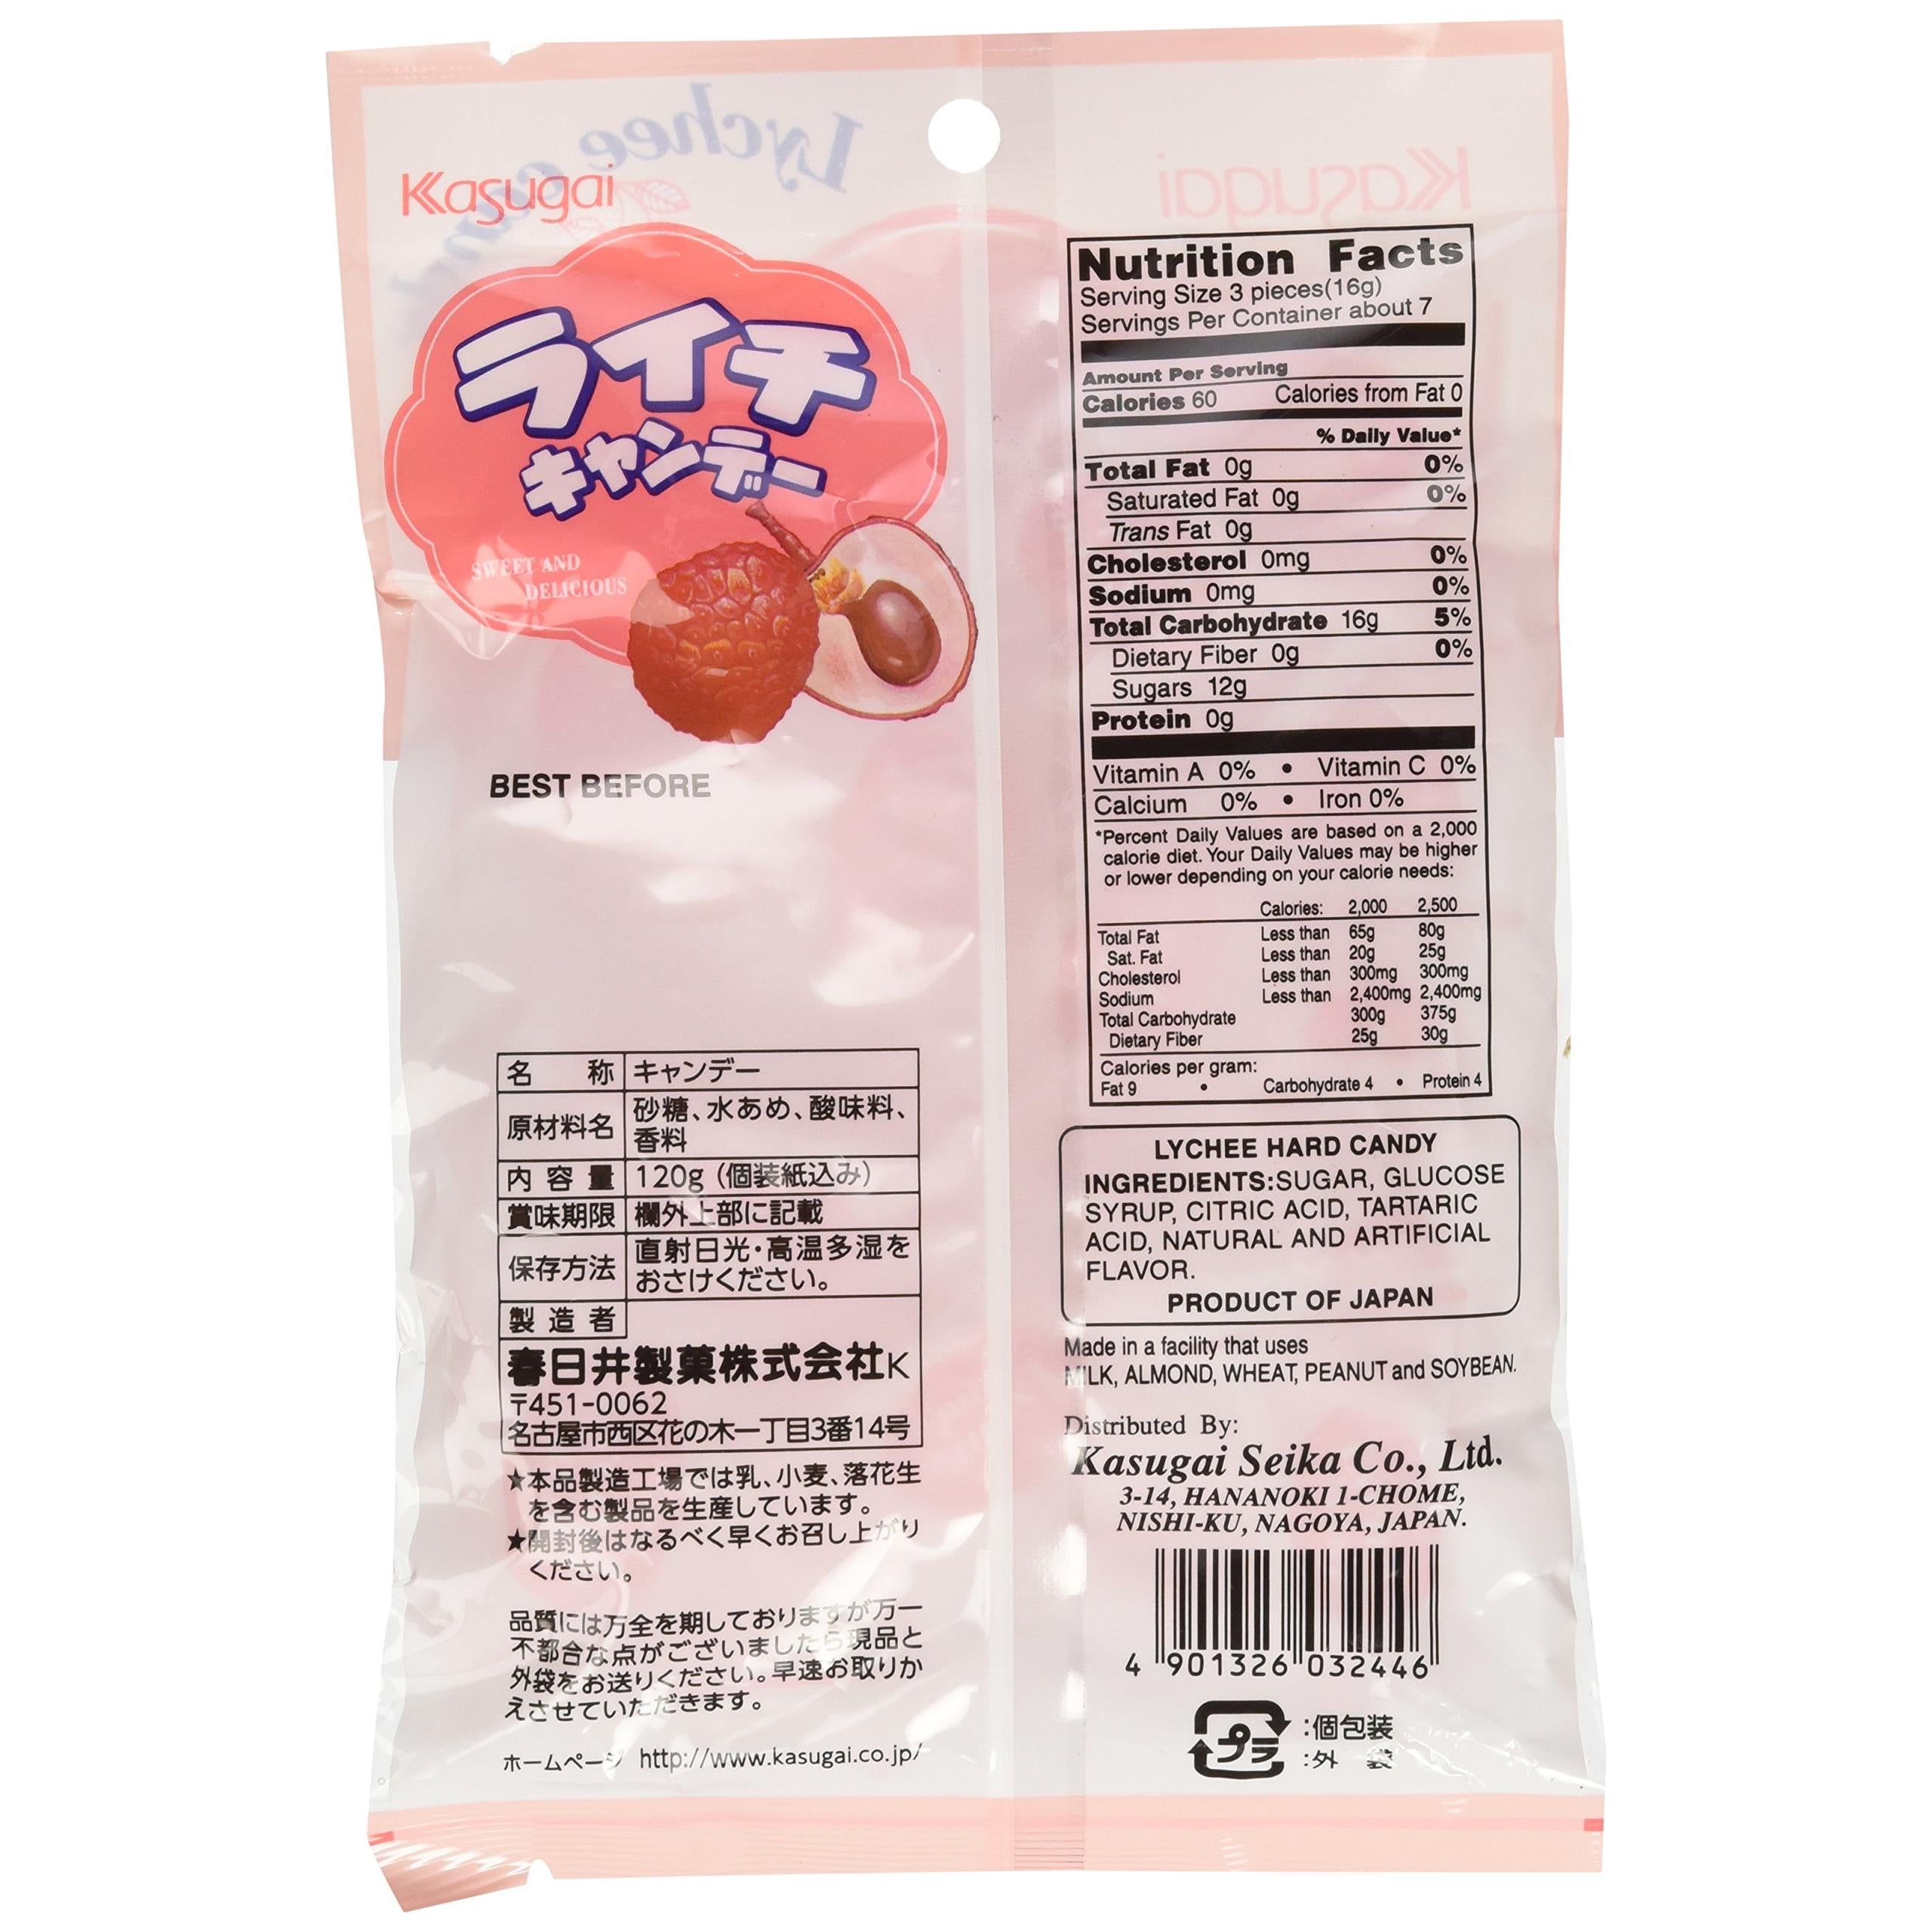 Lychee
Kasugai
Kasugai
ライチ
キャンデー
SWEET AND
DELICIOUS
BEST BEFORE
名 称 キャンデー
原材料名 砂糖、水あめ、酸味料、
香料
内容量 120g（個装紙込み）
賞味期限 欄外上部に記載
保存方法 直射日光・高温多湿を
おさけください。
製造者
春日井製菓株式会社K
〒451-0062
名古屋市西区花の木一丁目3番14号
★本品製造工場では乳、小麦、落花生
を含む製品を生産しています。
★開封後はなるべく早くお召し上がり
ください。
品質には万全を期しておりますが万一
不都合な点がございましたら現品と
外袋をお送りください。早速お取りか
えさせていただきます。
ホームページ http://www.kasugai.co.jp/
Nutrition Facts
Serving Size 3 pieces(16g)
Servings Per Container about 7
Amount Per Serving
Calories 60 Calories from Fat 0
% Daily Value*
Total Fat 0g 0%
Saturated Fat 0g 0%
Trans Fat 0g
Cholesterol 0mg 0%
Sodium 0mg 0%
Total Carbohydrate 16g 5%
Dietary Fiber 0g 0%
Sugars 12g
Protein 0g
Vitamin A 0% • Vitamin C 0%
Calcium 0% • Iron 0%
*Percent Daily Values are based on a 2,000
calorie diet. Your Daily Values may be higher
or lower depending on your calorie needs:
Calories: 2,000 2,500
Total Fat Less than 65g 80g
Sat. Fat Less than 20g 25g
Cholesterol Less than 300mg 300mg
Sodium Less than 2,400mg 2,400mg
Total Carbohydrate 300g 375g
Dietary Fiber 25g 30g
Calories per gram:
Fat 9 • Carbohydrate 4 • Protein 4
LYCHEE HARD CANDY
INGREDIENTS:SUGAR, GLUCOSE
SYRUP, CITRIC ACID, TARTARIC
ACID, NATURAL AND ARTIFICIAL
FLAVOR.
PRODUCT OF JAPAN
Made in a facility that uses
MILK, ALMOND, WHEAT, PEANUT and SOYBEAN.
Distributed By:
Kasugai Seika Co., Ltd.
3-14, HANANOKI 1-CHOME,
NISHI-KU, NAGOYA, JAPAN.
4 901326 032446
プラ :個包装
:外 袋